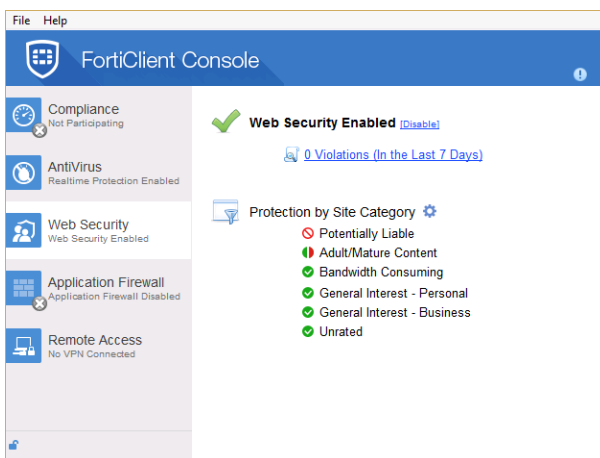 File Help
FortiClient Console
Compliance
Not Participating
AntiVirus
Realtime Protection Enabled
Web Security
Web Security Enabled
Application Firewall
Application Firewall Disabled
Remote Access
No VPN Connected
Web Security Enabled [Disable]
0 Violations (In the Last 7 Days)
Protection by Site Category
Potentially Liable
Adult/Mature Content
Bandwidth Consuming
General Interest - Personal
General Interest - Business
Unrated